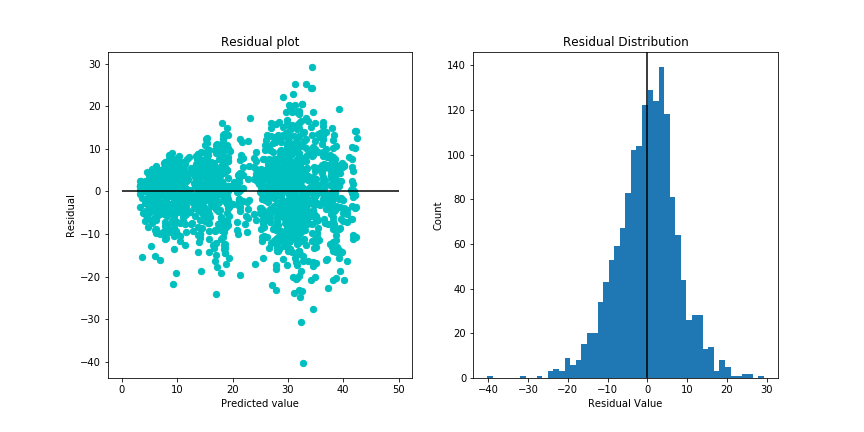 Residual plot
Residual
30
20
10
0
−10
−20
−30
−40
0 10 20 30 40 50
Predicted value
Residual Distribution
Count
140
120
100
80
60
40
20
0
−40 −30 −20 −10 0 10 20 30
Residual Value